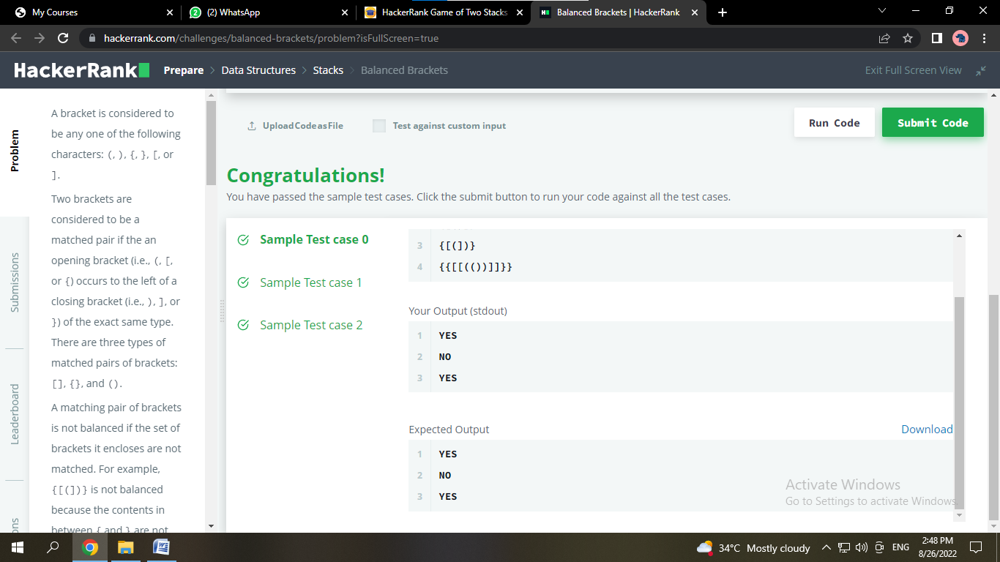 My Courses
(2) WhatsApp
HackerRank Game of Two Stacks
Balanced Brackets | HackerRank
hackerrank.com/challenges/balanced-brackets/problem?isFullScreen=true
HackerRank
Prepare > Data Structures > Stacks > Balanced Brackets
Exit Full Screen View
Problem
Submissions
Leaderboard
A bracket is considered to
be any one of the following
characters: (, ), {, }, [, or
].
Two brackets are
considered to be a
matched pair if the an
opening bracket (i.e., (, [,
or {) occurs to the left of a
closing bracket (i.e., ), ], or
}) of the exact same type.
There are three types of
matched pairs of brackets:
[], {}, and ().
A matching pair of brackets
is not balanced if the set of
brackets it encloses are not
matched. For example,
{[(])} is not balanced
because the contents in
between { and } are not
Upload Code as File
Test against custom input
Run Code
Submit Code
Congratulations!
You have passed the sample test cases. Click the submit button to run your code against all the test cases.
Sample Test case 0
Sample Test case 1
Sample Test case 2
3 {[(])}
4 {{[[(())]]}}
Your Output (stdout)
1 YES
2 NO
3 YES
Expected Output
Download
1 YES
2 NO
3 YES
Activate Windows
Go to Settings to activate Windows.
34°C Mostly cloudy
ENG
2:48 PM
8/26/2022